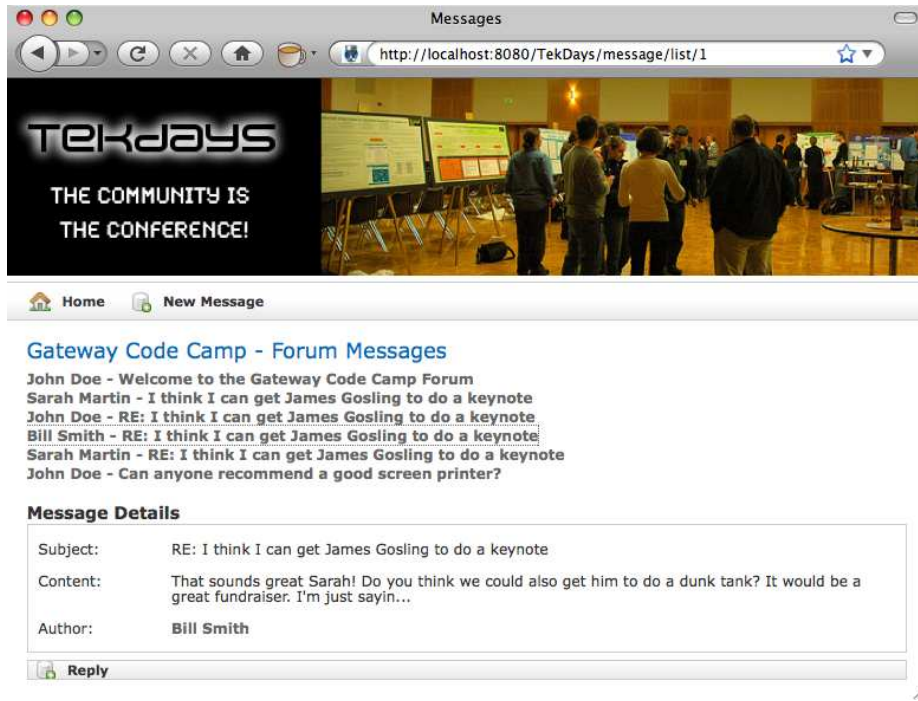 Messages
http://localhost:8080/TekDays/message/list/1
TEKDAYS
THE COMMUNITY IS
THE CONFERENCE!
Home New Message
Gateway Code Camp - Forum Messages
John Doe - Welcome to the Gateway Code Camp Forum
Sarah Martin - I think I can get James Gosling to do a keynote
John Doe - RE: I think I can get James Gosling to do a keynote
Bill Smith - RE: I think I can get James Gosling to do a keynote
Sarah Martin - RE: I think I can get James Gosling to do a keynote
John Doe - Can anyone recommend a good screen printer?
Message Details
Subject: RE: I think I can get James Gosling to do a keynote
Content: That sounds great Sarah! Do you think we could also get him to do a dunk tank? It would be a
great fundraiser. I'm just sayin...
Author: Bill Smith
Reply